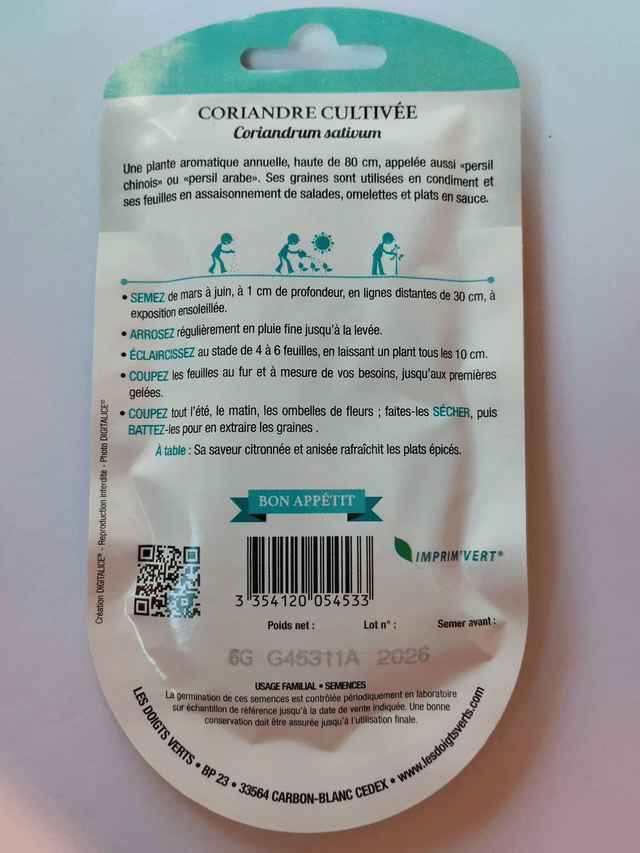 CORIANDRE CULTIVÉE
Coriandrum sativum
Une plante aromatique annuelle, haute de 80 cm, appelée aussi «persil
chinois» ou «persil arabe». Ses graines sont utilisées en condiment et
ses feuilles en assaisonnement de salades, omelettes et plats en sauce.
• SEMEZ de mars à juin, à 1 cm de profondeur, en lignes distantes de 30 cm, à
exposition ensoleillée.
• ARROSEZ régulièrement en pluie fine jusqu'à la levée.
• ÉCLAIRCISSEZ au stade de 4 à 6 feuilles, en laissant un plant tous les 10 cm.
• COUPEZ les feuilles au fur et à mesure de vos besoins, jusqu'aux premières
gelées.
• COUPEZ tout l'été, le matin, les ombelles de fleurs ; faites-les SÉCHER, puis
BATTEZ-les pour en extraire les graines .
À table : Sa saveur citronnée et anisée rafraîchit les plats épicés.
Création DIGITALICE® - Reproduction interdite - Photo DIGITALICE®
BON APPÉTIT
IMPRIM'VERT®
3 354120 054533
Poids net : Lot n° : Semer avant :
6G G45311A 2026
USAGE FAMILIAL • SEMENCES
La germination de ces semences est contrôlée périodiquement en laboratoire
sur échantillon de référence jusqu'à la date de vente indiquée. Une bonne
conservation doit être assurée jusqu'à l'utilisation finale.
LES DOIGTS VERTS • BP 23 • 33564 CARBON-BLANC CEDEX • www.lesdoigtsverts.com